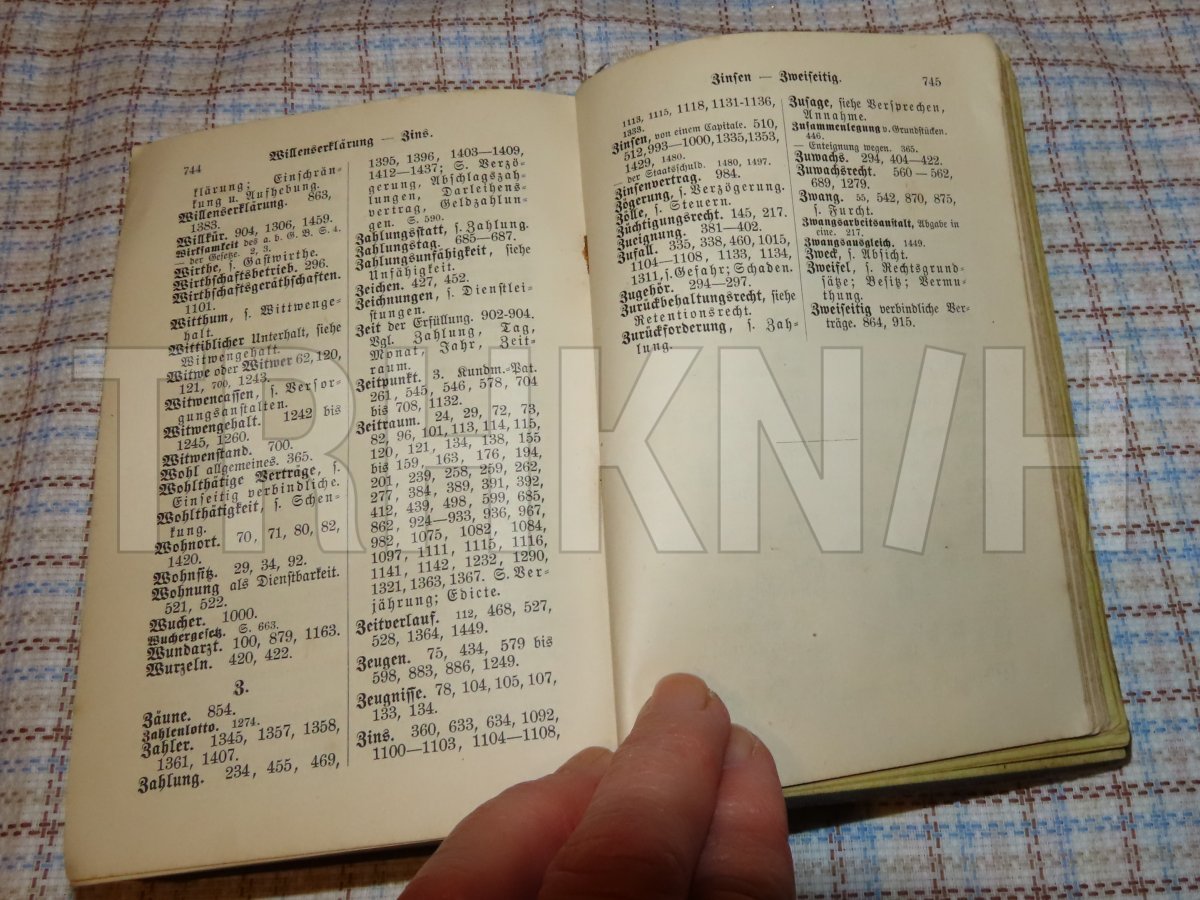 744
Willenserklärung — Zins.
klärung; Einschrän-
kung u. Aufhebung.
Willenserklärung. 863,
1383.
Willkür. 904, 1306, 1459.
Wirksamkeit des a. b. G. B. S. 4.
— der Gesetze. 2, 3.
Wirthe, s. Gastwirthe.
Wirthschaftsbetrieb. 296.
Wirthschaftsgeräthschaften.
1101.
Witthum, s. Wittwenge-
halt.
Wittiblicher Unterhalt, siehe
Witwengehalt.
Witwe oder Witwer 62, 120,
121, 700, 1243.
Witwencassen, s. Versor-
gungsanstalten.
Witwengehalt. 1242 bis
1245, 1260.
Witwenstand. 700.
Wohl allgemeines. 365.
Wohlthätige Verträge, s.
Einseitig verbindliche.
Wohlthätigkeit, s. Schen-
kung.
Wohnort. 70, 71, 80, 82,
1420.
Wohnsitz. 29, 34, 92.
Wohnung als Dienstbarkeit.
521, 522.
Wucher. 1000.
Wuchergesetz. S. 663.
Wundarzt. 100, 879, 1163.
Wurzeln. 420, 422.
Z.
Zäune. 854.
Zahlenlotto. 1274.
Zahler. 1345, 1357, 1358,
1361, 1407.
Zahlung. 234, 455, 469,
1395, 1396, 1403—1409,
1412—1437; S. Verzö-
gerung, Abschlagszah-
lungen, Darleihens-
vertrag, Geldzahlun-
gen. S. 590.
Zahlungsstatt, s. Zahlung.
Zahlungstag. 685—687.
Zahlungsunfähigkeit, siehe
Unfähigkeit.
Zeichen. 427, 452.
Zeichnungen, s. Dienstlei-
stungen.
Zeit der Erfüllung. 902-904.
Vgl. Zahlung, Tag,
Monat, Jahr, Zeit-
raum.
Zeitpunkt. 3. Kundm.-Pat.
261, 545, 546, 578, 704
bis 708, 1132.
Zeitraum. 24, 29, 72, 73,
82, 96, 101, 113, 114, 115,
120, 121, 134, 138, 155
bis 159, 163, 176, 194,
201, 239, 258, 259, 262,
277, 384, 389, 391, 392,
412, 439, 498, 599, 685,
862, 924—933, 936, 967,
982, 1075, 1082, 1084,
1097, 1111, 1115, 1116,
1141, 1142, 1232, 1290,
1321, 1363, 1367. S. Ver-
jährung; Edicte.
Zeitverlauf. 112, 468, 527,
528, 1364, 1449.
Zeugen. 75, 434, 579 bis
598, 883, 886, 1249.
Zeugnisse. 78, 104, 105, 107,
133, 134.
Zins. 360, 633, 634, 1092,
1100—1103, 1104—1108,
Zinsen — Zweiseitig.
745
1113, 1115, 1118, 1131-1136,
1333.
Zinsen, von einem Capitale. 510,
512, 993—1000, 1335, 1353,
1429, 1480.
— der Staatsschuld. 1480, 1497.
Zinsenvertrag. 984.
Zögerung, s. Verzögerung.
Zölle, s. Steuern.
Züchtigungsrecht. 145, 217.
Zueignung. 381—402.
Zufall. 335, 338, 460, 1015,
1104—1108, 1133, 1134,
1311, s. Gefahr; Schaden.
Zugehör. 294—297.
Zurückbehaltungsrecht, siehe
Retentionsrecht.
Zurückforderung, s. Zah-
lung.
Zusage, siehe Versprechen,
Annahme.
Zusammenlegung v. Grundstücken.
446.
— Enteignung wegen. 365.
Zuwachs. 294, 404—422.
Zuwachsrecht. 560—562,
689, 1279.
Zwang. 55, 542, 870, 875,
s. Furcht.
Zwangsarbeitsanstalt, Abgabe in
eine. 217.
Zwangsausgleich. 1449.
Zweck, s. Absicht.
Zweifel, s. Rechtsgrund-
sätze; Besitz; Vermu-
thung.
Zweiseitig verbindliche Ver-
träge. 864, 915.
TRHKN/H